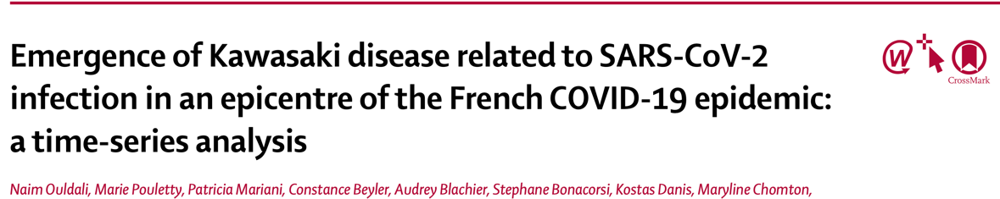 Emergence of Kawasaki disease related to SARS-CoV-2
infection in an epicentre of the French COVID-19 epidemic:
a time-series analysis
W
CrossMark
Naim Ouldali, Marie Pouletty, Patricia Mariani, Constance Beyler, Audrey Blachier, Stephane Bonacorsi, Kostas Danis, Maryline Chomton,